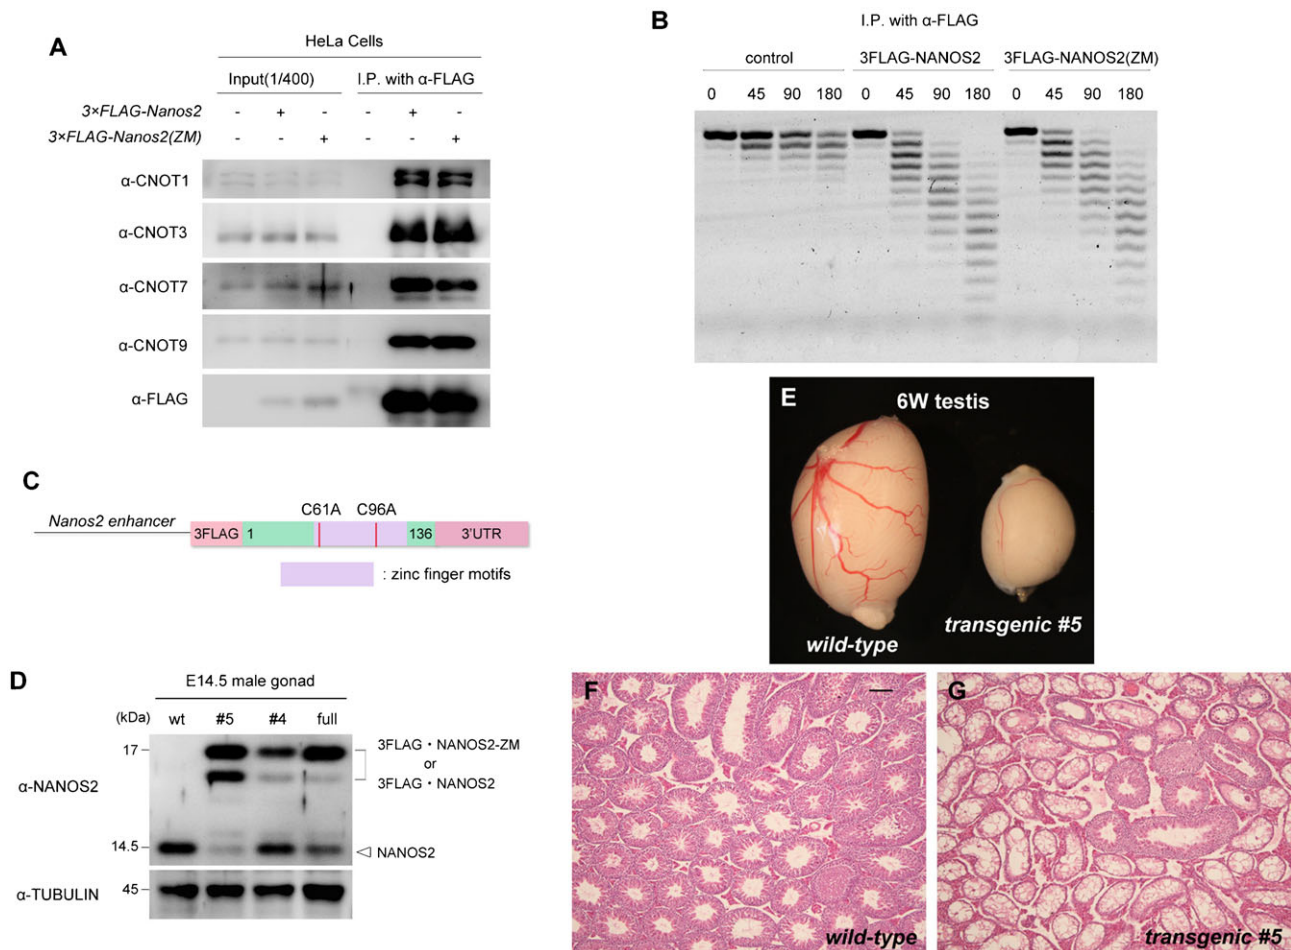 A
HeLa Cells
Input(1/400) I.P. with α-FLAG
3×FLAG-Nanos2 - + - - + -
3×FLAG-Nanos2(ZM) - - + - - +
α-CNOT1
α-CNOT3
α-CNOT7
α-CNOT9
α-FLAG
B
I.P. with α-FLAG
control 3FLAG-NANOS2 3FLAG-NANOS2(ZM)
0 45 90 180 0 45 90 180 0 45 90 180
C
C61A C96A
Nanos2 enhancer
3FLAG 1 136 3'UTR
: zinc finger motifs
D
E14.5 male gonad
(kDa) wt #5 #4 full
17
3FLAG・NANOS2-ZM
or
3FLAG・NANOS2
α-NANOS2
14.5
NANOS2
α-TUBULIN
45
E
6W testis
wild-type
transgenic #5
F
wild-type
G
transgenic #5